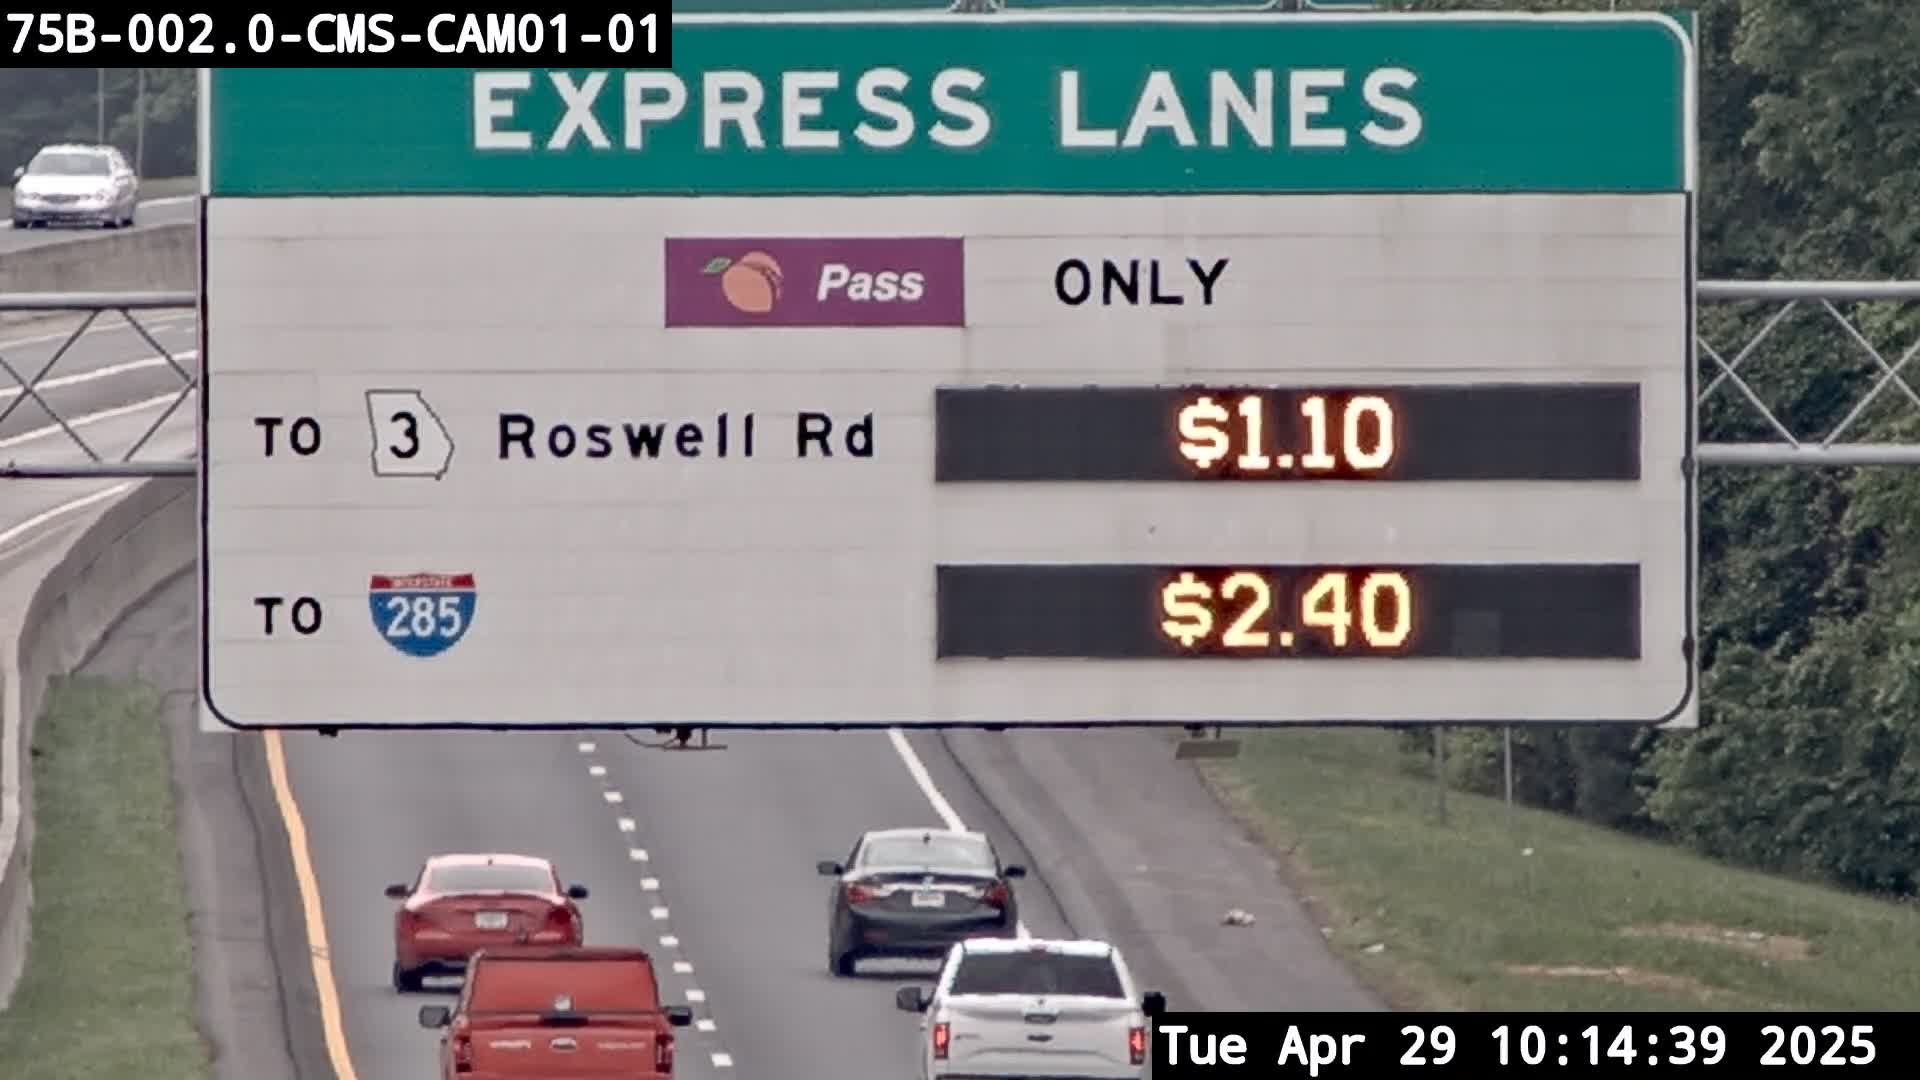 75B-002.0-CMS-CAM01-01
EXPRESS LANES
Pass ONLY
TO 3 Roswell Rd $1.10
INTERSTATE
TO 285 $2.40
Tue Apr 29 10:14:39 2025